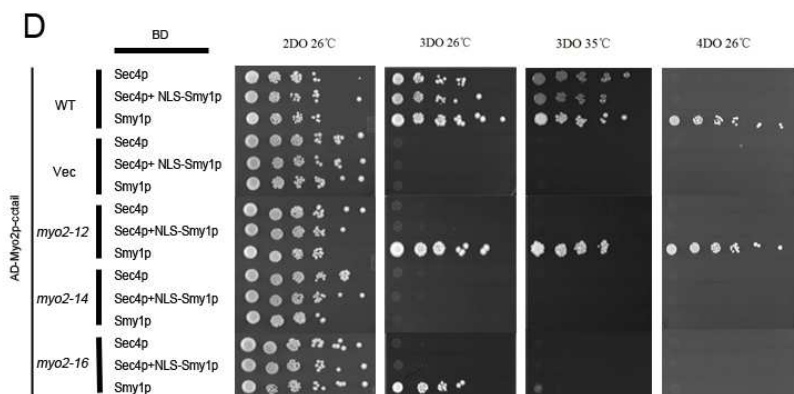 D
BD
2DO 26℃
3DO 26℃
3DO 35℃
4DO 26℃
AD-Myo2p-cctail
WT
Sec4p
Sec4p+ NLS-Smy1p
Smy1p
Vec
Sec4p
Sec4p+ NLS-Smy1p
Smy1p
myo2-12
Sec4p
Sec4p+NLS-Smy1p
Smy1p
myo2-14
Sec4p
Sec4p+NLS-Smy1p
Smy1p
myo2-16
Sec4p
Sec4p+NLS-Smy1p
Smy1p